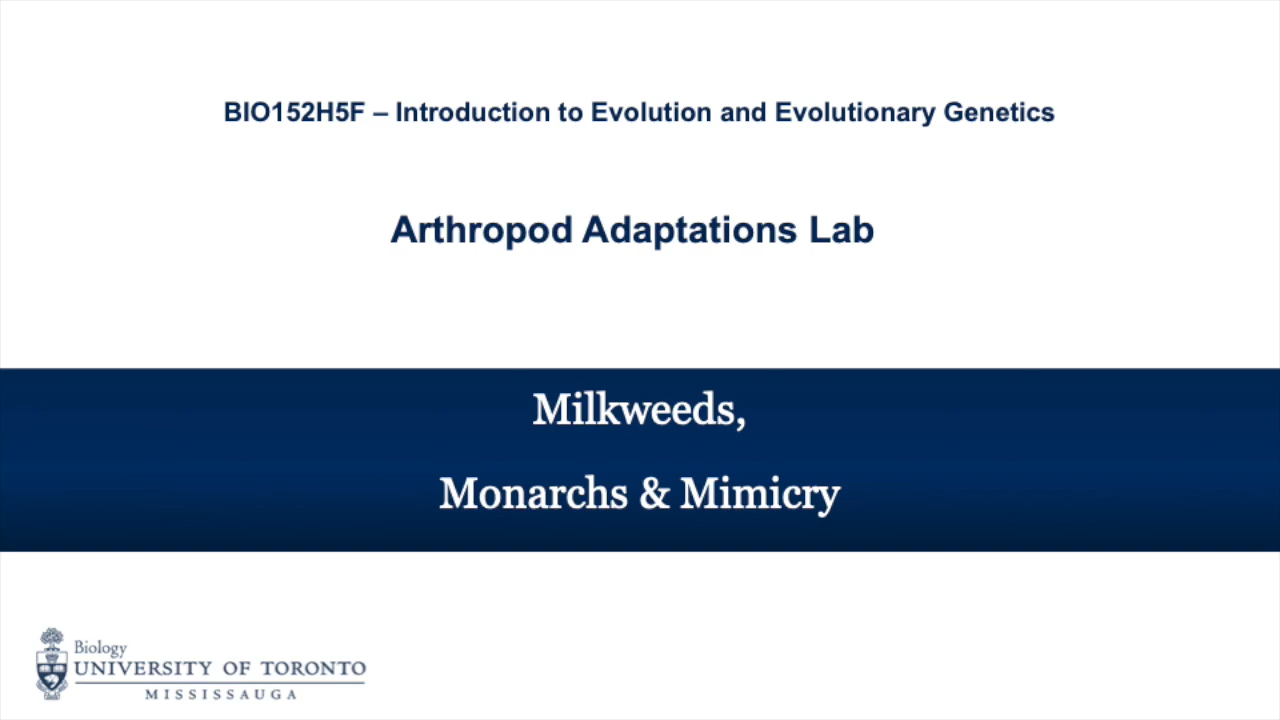 BIO152H5F – Introduction to Evolution and Evolutionary Genetics
Arthropod Adaptations Lab
Milkweeds,
Monarchs & Mimicry
Biology
UNIVERSITY OF TORONTO
MISSISSAUGA